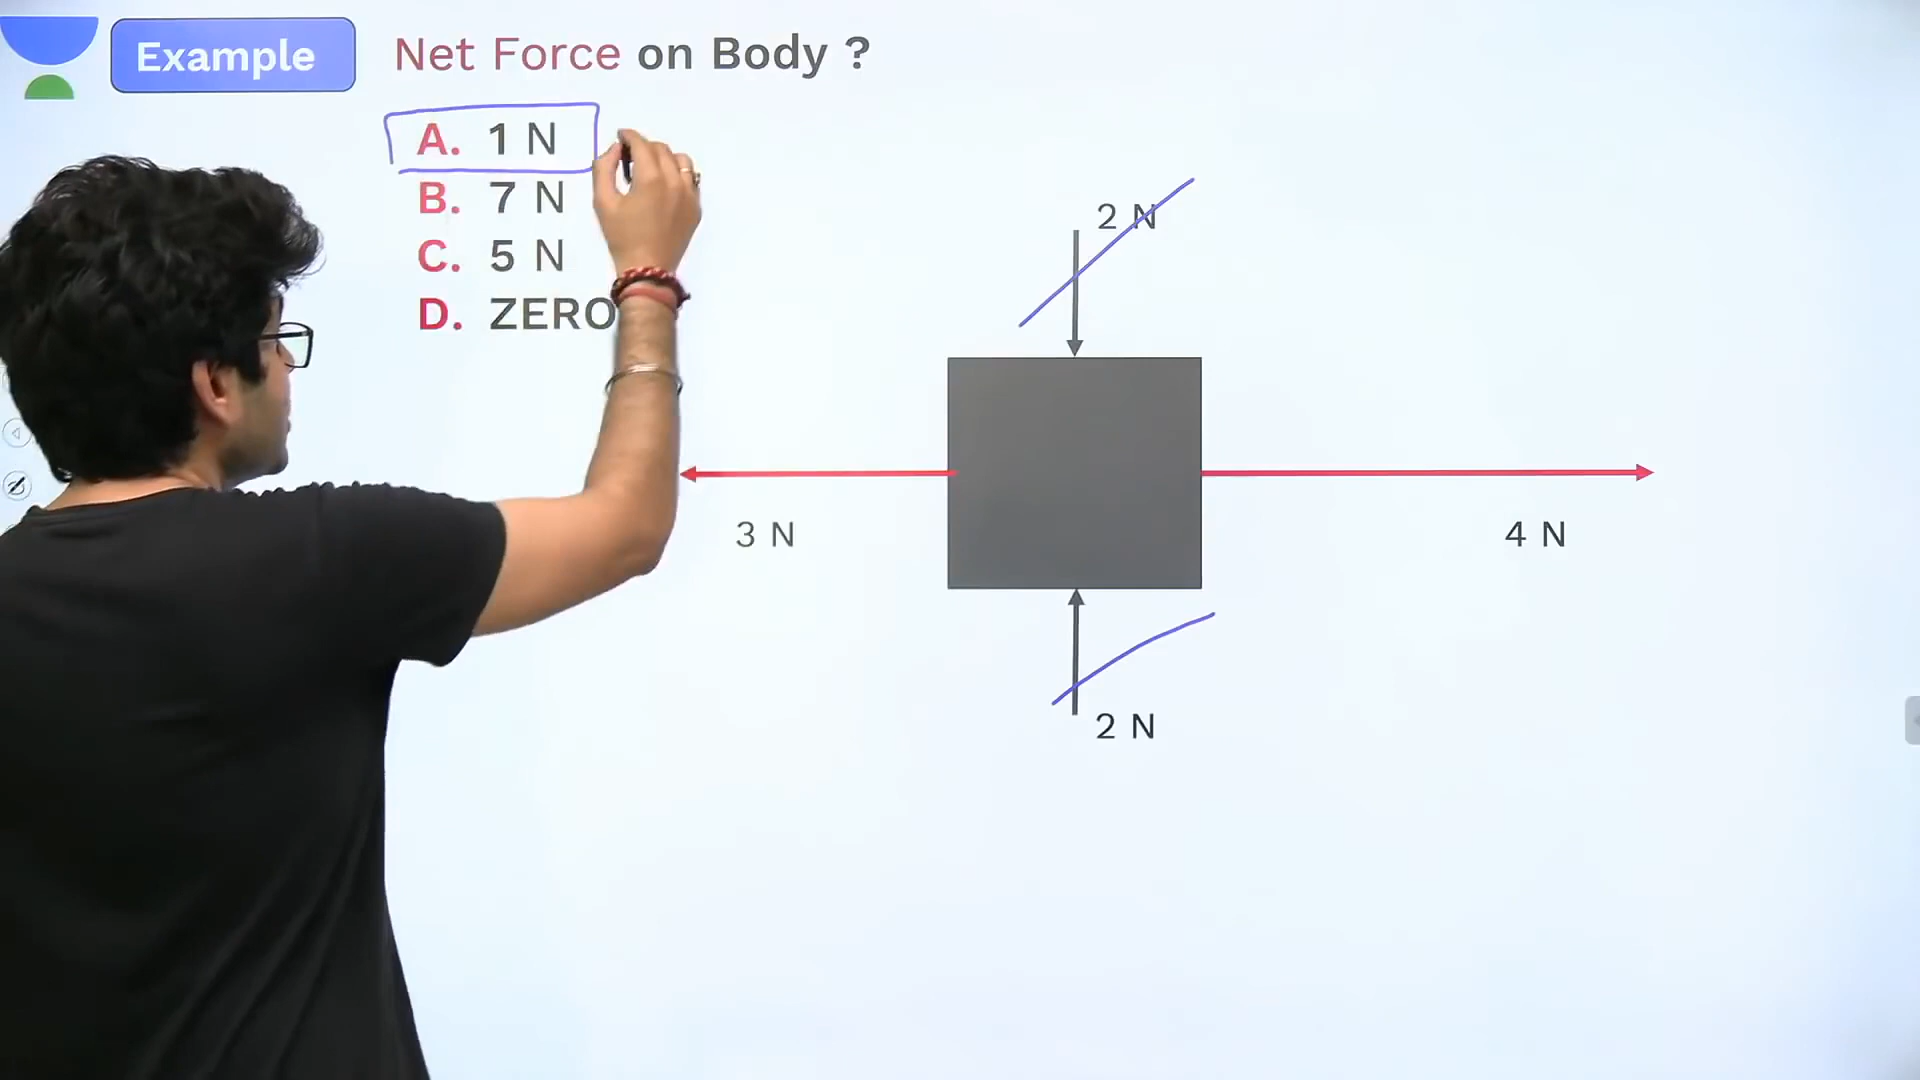 Example
Net Force on Body ?
A. 1 N
B. 7 N
C. 5 N
D. ZERO
2 N
3 N
4 N
2 N